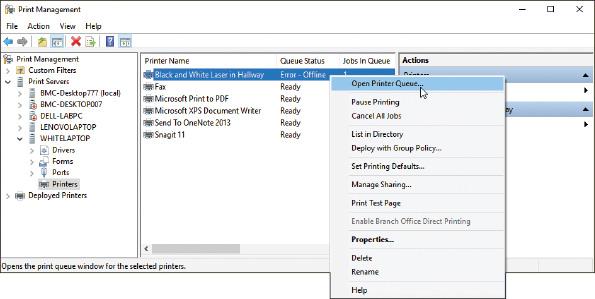 Print Management
File Action View Help
Print Management
Custom Filters
Print Servers
BMC-Desktop777 (local)
BMC-DESKTOP007
DELL-LABPC
LENOVOLAPTOP
WHITELAPTOP
Drivers
Forms
Ports
Printers
Deployed Printers
Printer Name Queue Status Jobs In Queue
Black and White Laser in Hallway Error - Offline 1
Fax Ready
Microsoft Print to PDF Ready
Microsoft XPS Document Writer Ready
Send To OneNote 2013 Ready
Snagit 11 Ready
Actions
Open Printer Queue...
Pause Printing
Cancel All Jobs
List in Directory
Deploy with Group Policy...
Set Printing Defaults...
Manage Sharing...
Print Test Page
Enable Branch Office Direct Printing
Properties...
Delete
Rename
Help
Opens the print queue window for the selected printers.